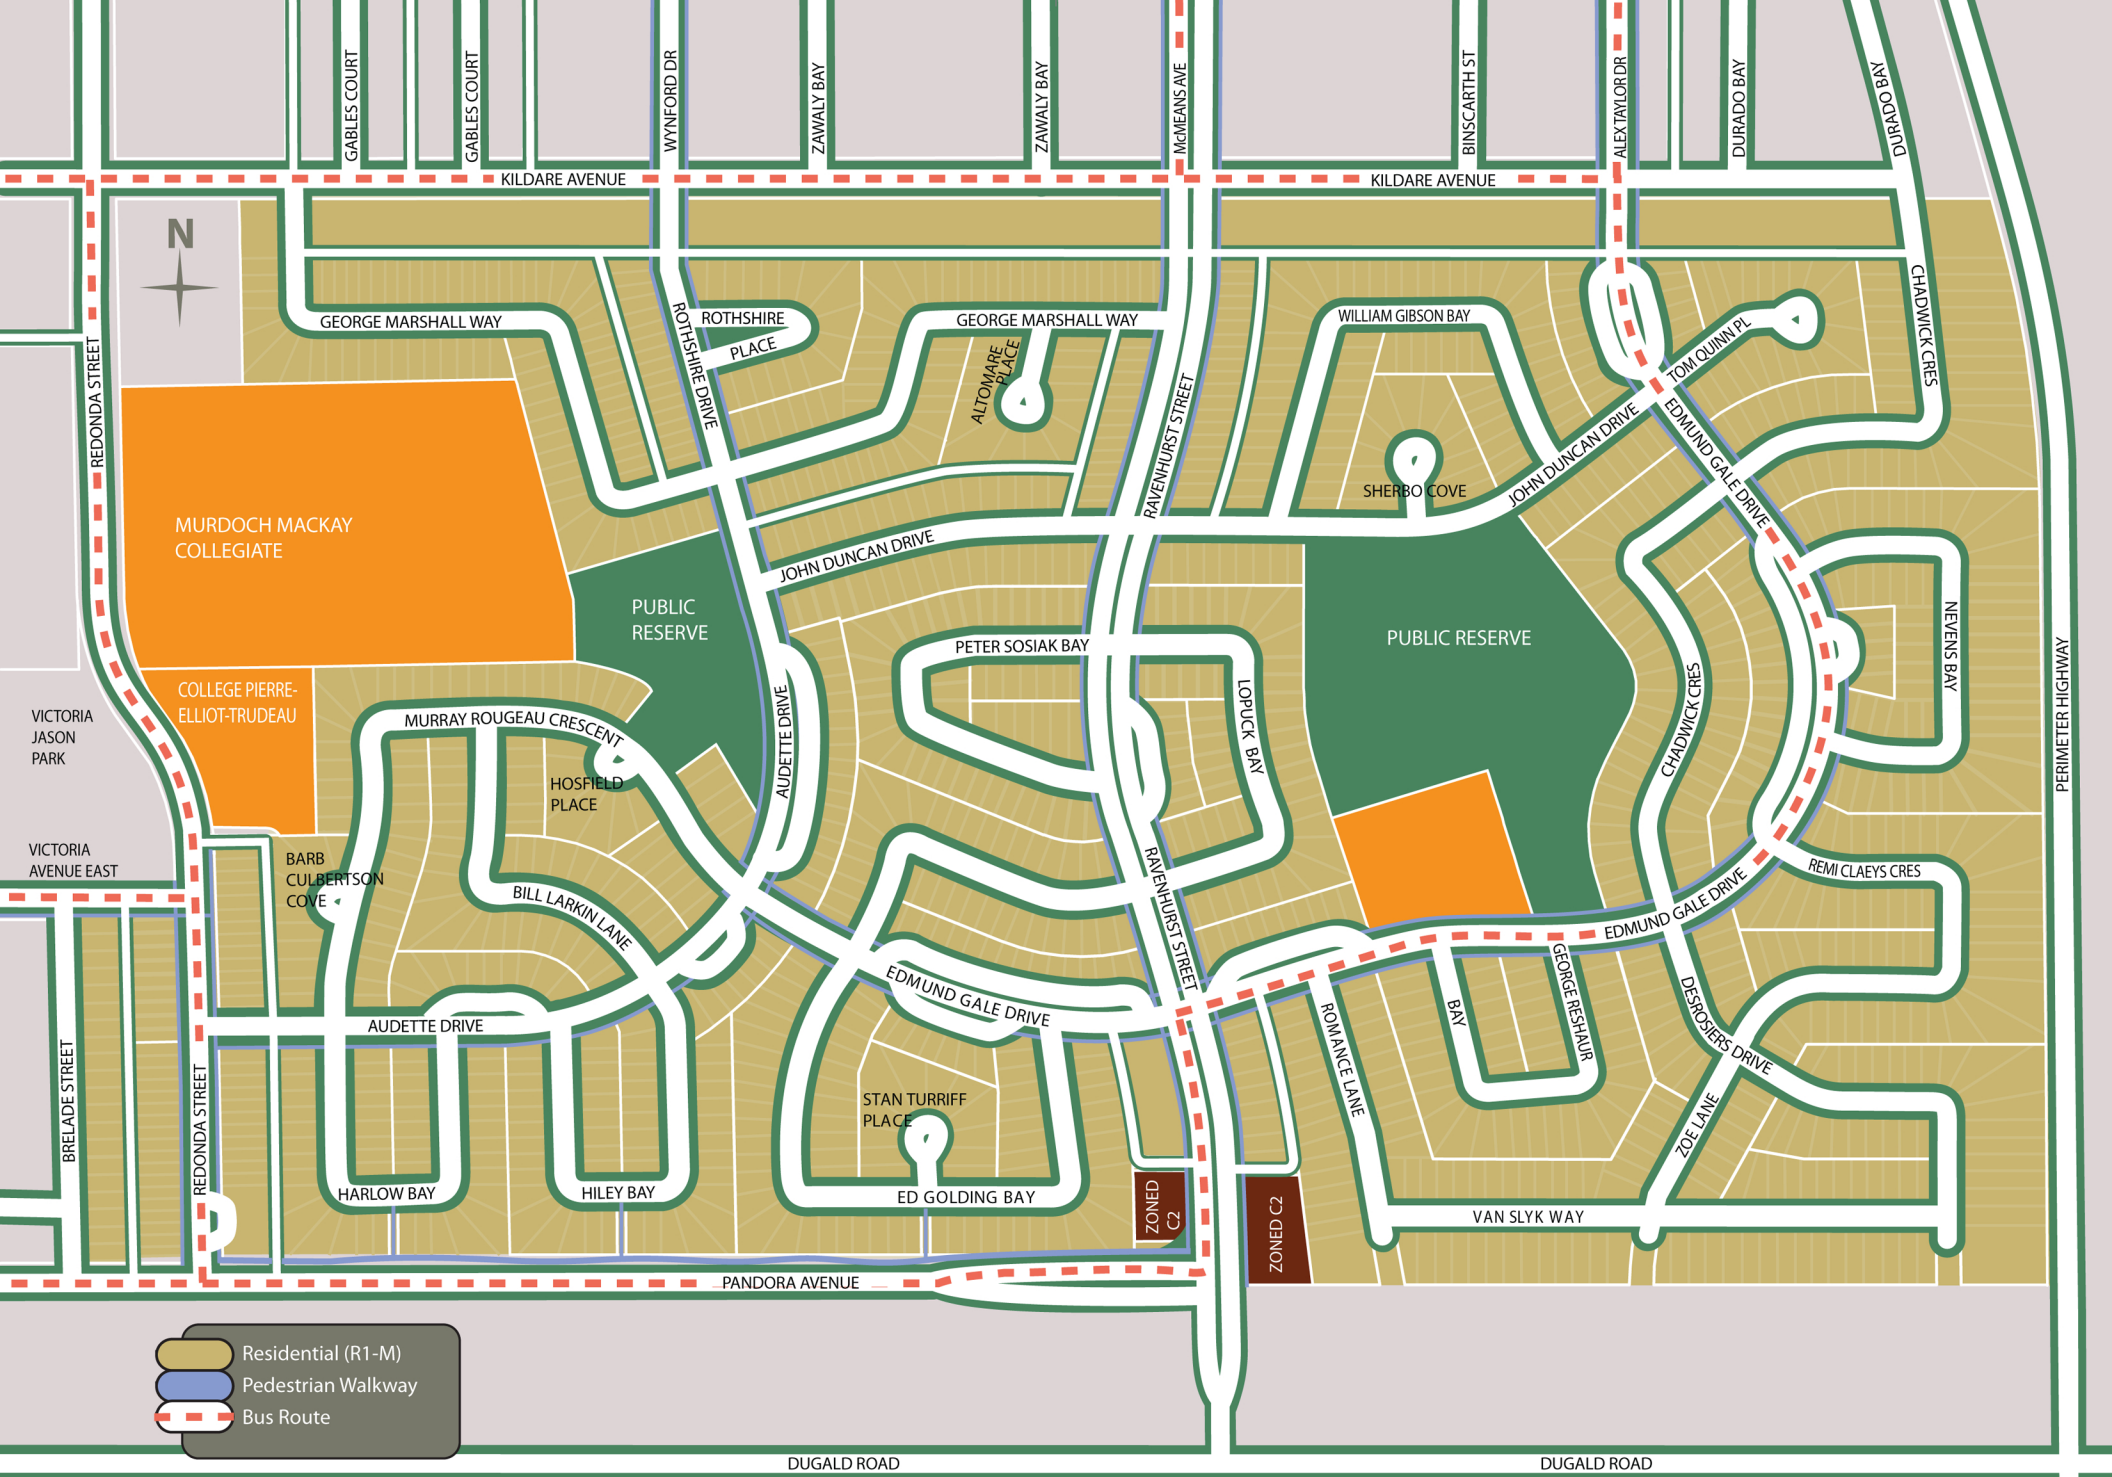 GABLES COURT
GABLES COURT
WYNFORD DR
ZAWALY BAY
ZAWALY BAY
McMEANS AVE
BINSCARTH ST
ALEX TAYLOR DR
DURADO BAY
DURADO BAY
KILDARE AVENUE
KILDARE AVENUE
N
REDONDA STREET
GEORGE MARSHALL WAY
ROTHSHIRE DRIVE
ROTHSHIRE
PLACE
GEORGE MARSHALL WAY
ALTOMARE
PLACE
RAVENHURST STREET
WILLIAM GIBSON BAY
SHERBO COVE
JOHN DUNCAN DRIVE
TOM QUINN PL
EDMUND GALE DRIVE
CHADWICK CRES
MURDOCH MACKAY
COLLEGIATE
JOHN DUNCAN DRIVE
PUBLIC
RESERVE
PUBLIC RESERVE
PETER SOSIAK BAY
LOPUCK BAY
CHADWICK CRES
NEVENS BAY
PERIMETER HIGHWAY
COLLEGE PIERRE-
ELLIOT-TRUDEAU
VICTORIA
JASON
PARK
MURRAY ROUGEAU CRESCENT
HOSFIELD
PLACE
AUDETTE DRIVE
VICTORIA
AVENUE EAST
BARB
CULBERTSON
COVE
BILL LARKIN LANE
RAVENHURST STREET
EDMUND GALE DRIVE
REMI CLAEYS CRES
EDMUND GALE DRIVE
AUDETTE DRIVE
ROMANCE LANE
BAY
GEORGE RESHAUR
DESROSIERS DRIVE
ZOE LANE
BRELADE STREET
REDONDA STREET
STAN TURRIFF
PLACE
HARLOW BAY
HILEY BAY
ED GOLDING BAY
ZONED
C2
ZONED C2
VAN SLYK WAY
PANDORA AVENUE
Residential (R1-M)
Pedestrian Walkway
Bus Route
DUGALD ROAD
DUGALD ROAD